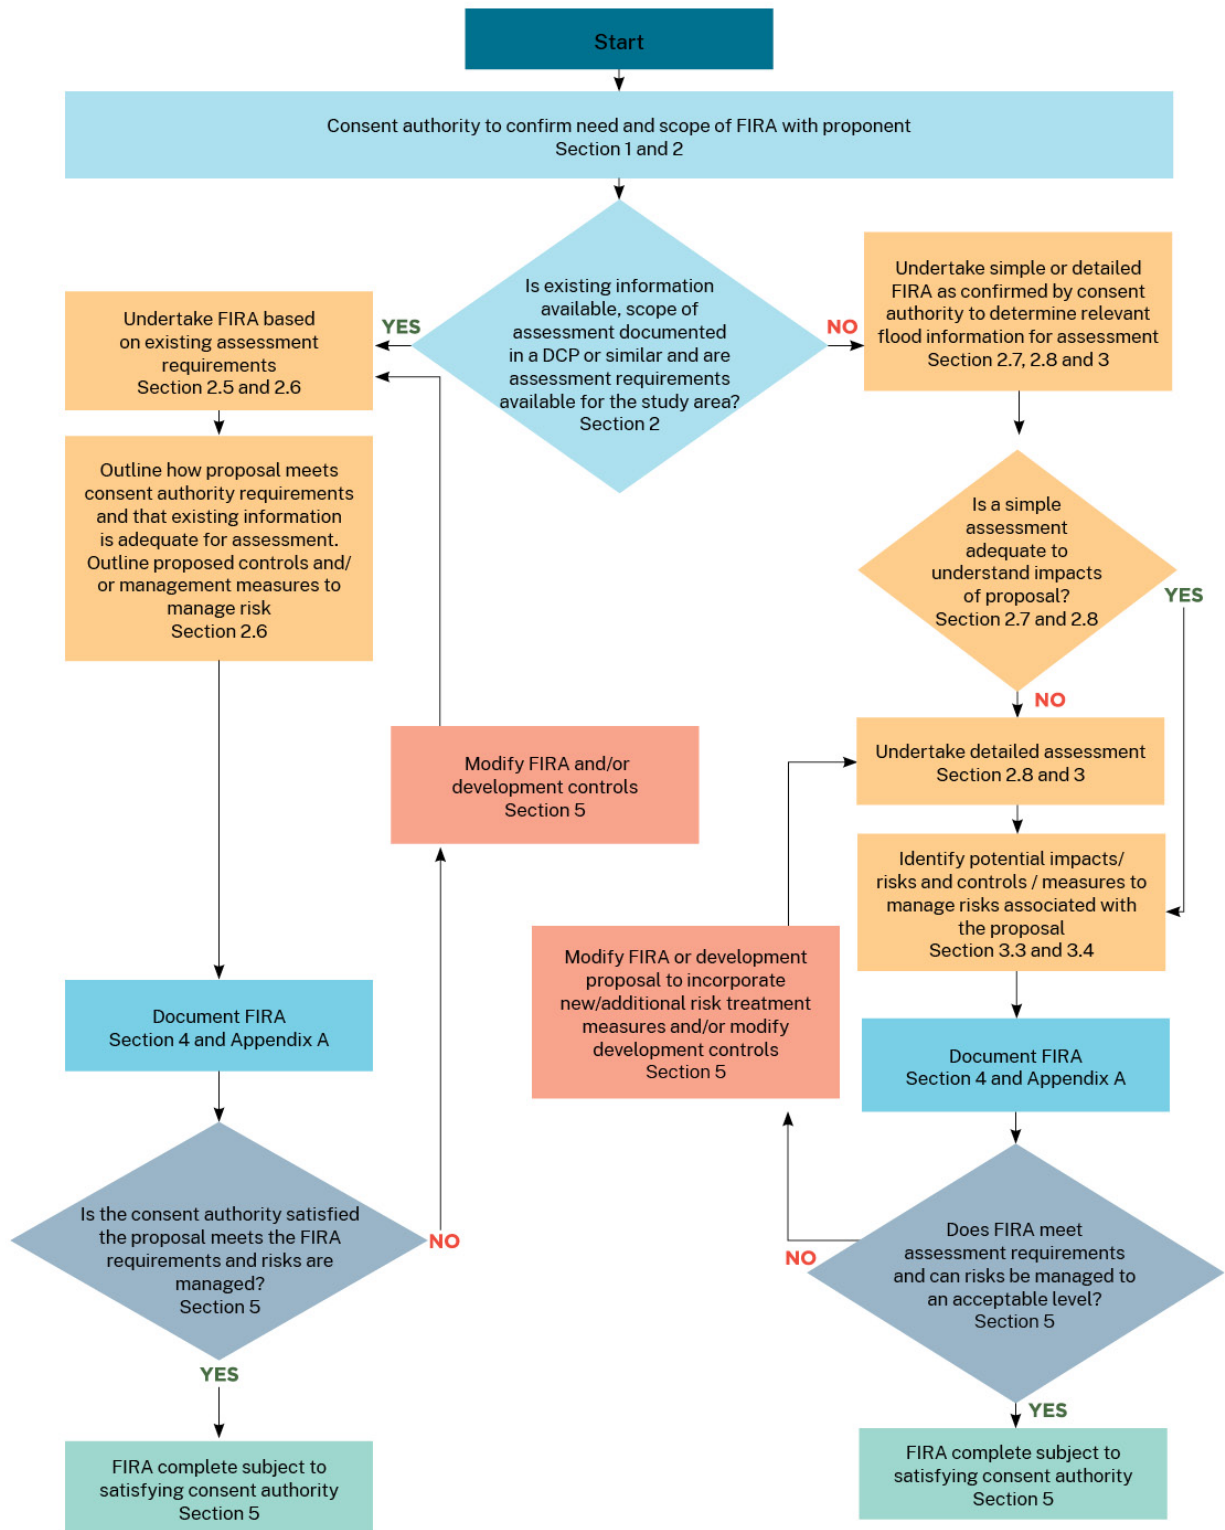 Start
Consent authority to confirm need and scope of FIRA with proponent
Section 1 and 2
Is existing information
available, scope of
assessment documented
in a DCP or similar and are
assessment requirements
available for the study area?
Section 2
YES
NO
Undertake FIRA based
on existing assessment
requirements
Section 2.5 and 2.6
Outline how proposal meets
consent authority requirements
and that existing information
is adequate for assessment.
Outline proposed controls and/
or management measures to
manage risk
Section 2.6
Modify FIRA and/or
development controls
Section 5
Document FIRA
Section 4 and Appendix A
Is the consent authority satisfied
the proposal meets the FIRA
requirements and risks are
managed?
Section 5
NO
YES
FIRA complete subject to
satisfying consent authority
Section 5
Undertake simple or detailed
FIRA as confirmed by consent
authority to determine relevant
flood information for assessment
Section 2.7, 2.8 and 3
Is a simple
assessment
adequate to
understand impacts
of proposal?
Section 2.7 and 2.8
YES
NO
Undertake detailed assessment
Section 2.8 and 3
Identify potential impacts/
risks and controls / measures to
manage risks associated with
the proposal
Section 3.3 and 3.4
Modify FIRA or development
proposal to incorporate
new/additional risk treatment
measures and/or modify
development controls
Section 5
Document FIRA
Section 4 and Appendix A
Does FIRA meet
assessment requirements
and can risks be managed to
an acceptable level?
Section 5
NO
YES
FIRA complete subject to
satisfying consent authority
Section 5